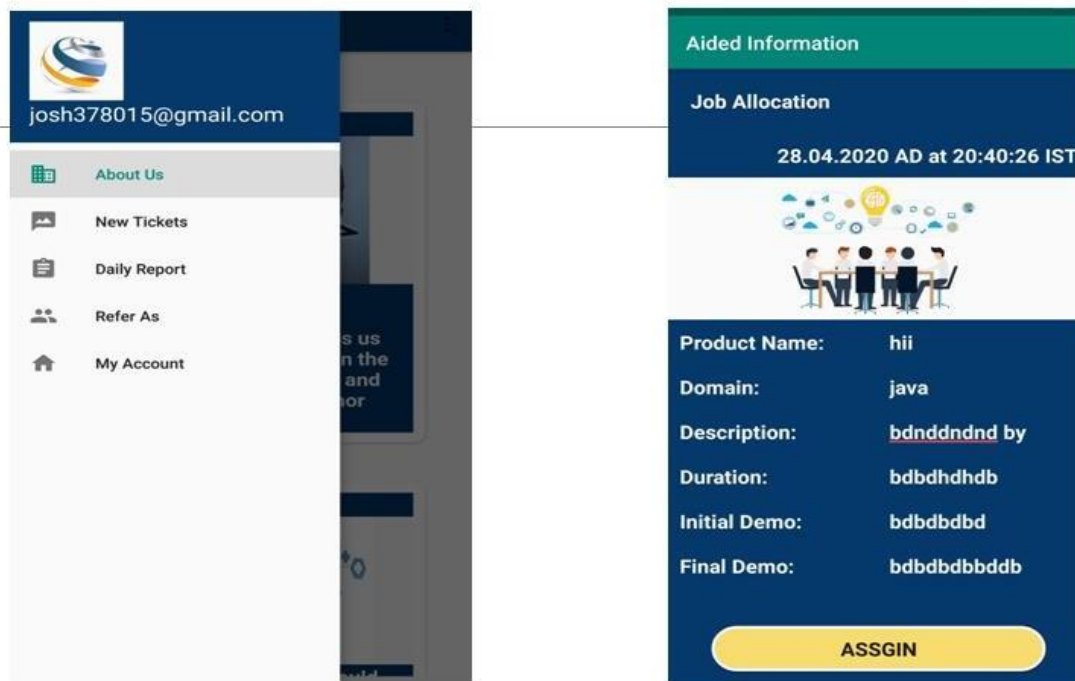 josh378015@gmail.com
About Us
New Tickets
Daily Report
Refer As
My Account
s us
n the
and
Aided Information
Job Allocation
28.04.2020 AD at 20:40:26 IST
Product Name: hii
Domain: java
Description: bdnddndnd by
Duration: bdbdhdhdb
Initial Demo: bdbdbdbd
Final Demo: bdbdbdbbddb
ASSGIN